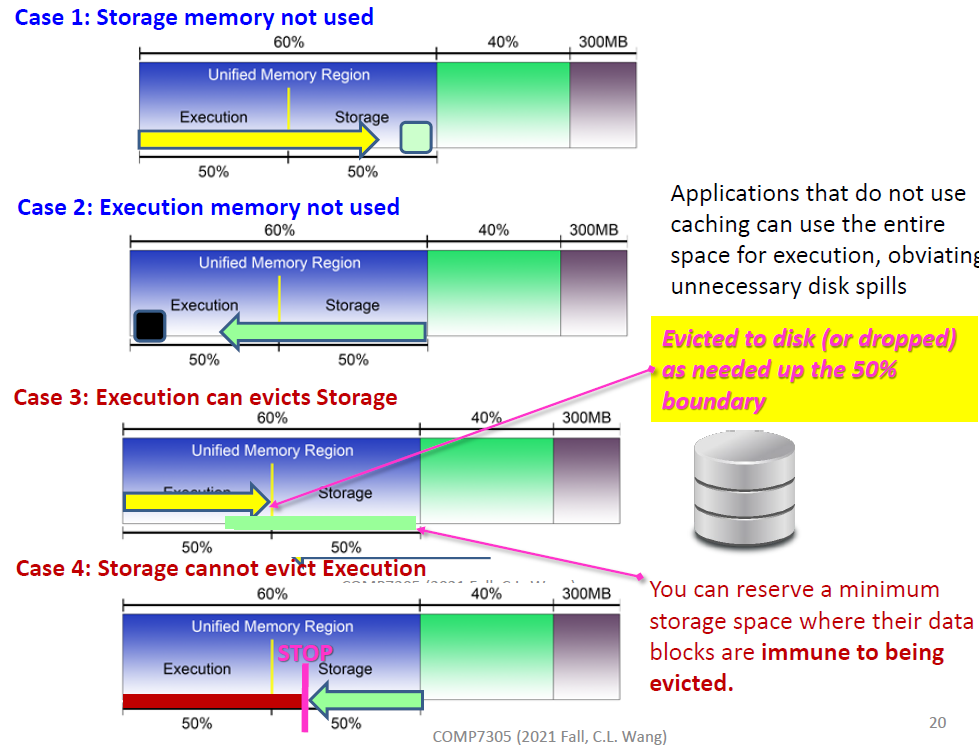 Case 1: Storage memory not used
60% 40% 300MB
Unified Memory Region
Execution Storage
50% 50%
Case 2: Execution memory not used
60% 40% 300MB
Unified Memory Region
Execution Storage
50% 50%
Applications that do not use
caching can use the entire
space for execution, obviating
unnecessary disk spills
Evicted to disk (or dropped)
as needed up the 50%
boundary
Case 3: Execution can evicts Storage
60% 40% 300MB
Unified Memory Region
Execution Storage
50% 50%
Case 4: Storage cannot evict Execution
60% 40% 300MB
Unified Memory Region
STOP
Execution Storage
50% 50%
You can reserve a minimum
storage space where their data
blocks are immune to being
evicted.
COMP7305 (2021 Fall, C.L. Wang)
20